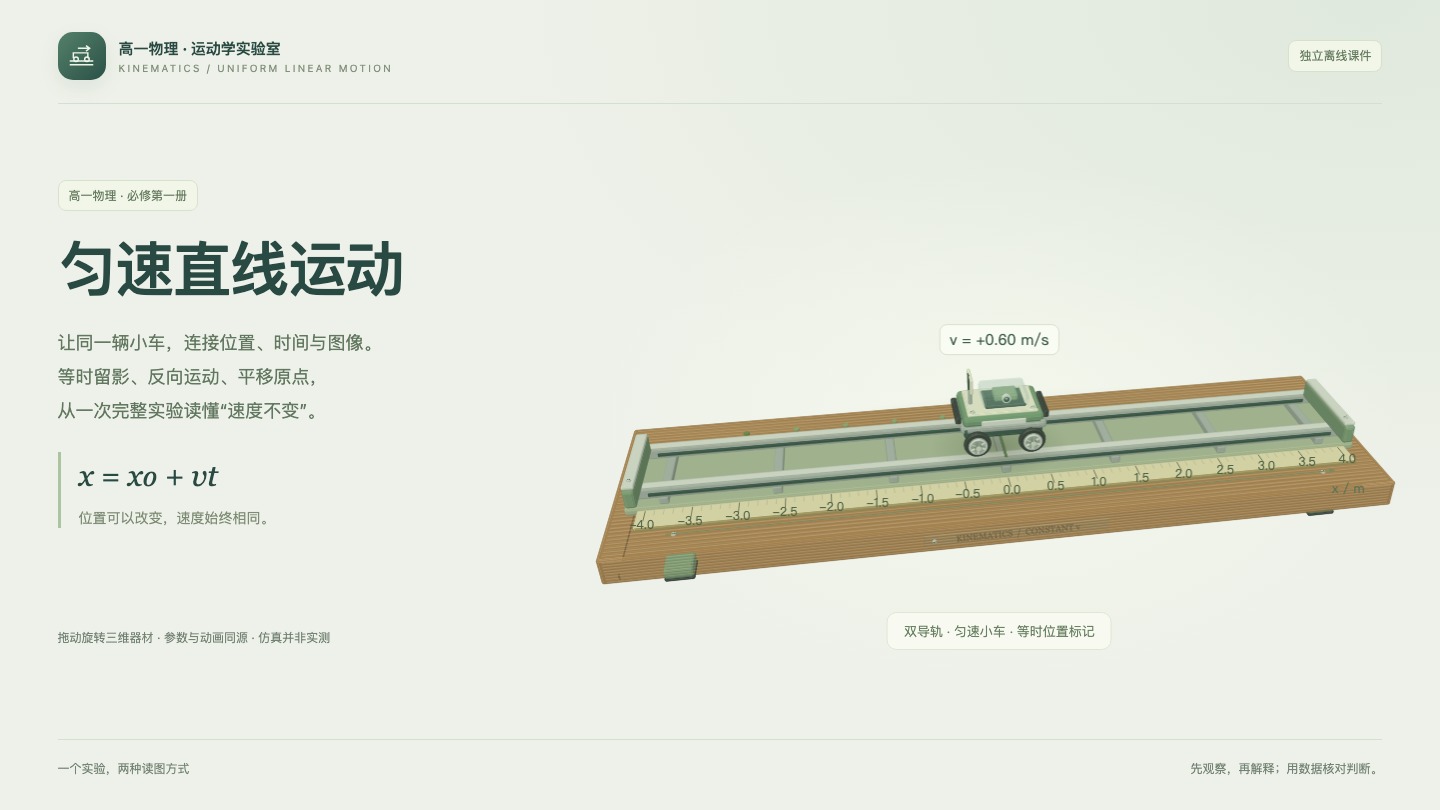 高一物理 · 运动学实验室
KINEMATICS / UNIFORM LINEAR MOTION
独立离线课件
高一物理 · 必修第一册
匀速直线运动
让同一辆小车，连接位置、时间与图像。
等时留影、反向运动、平移原点，
从一次完整实验读懂“速度不变”。
x = x0 + vt
位置可以改变，速度始终相同。
拖动旋转三维器材 · 参数与动画同源 · 仿真并非实测
v = +0.60 m/s
−4.0 −3.5 −3.0 −2.5 −2.0 −1.5 −1.0 −0.5 0.0 0.5 1.0 1.5 2.0 2.5 3.0 3.5 4.0
x / m
KINEMATICS / CONSTANT
双导轨 · 匀速小车 · 等时位置标记
一个实验，两种读图方式
先观察，再解释；用数据核对判断。